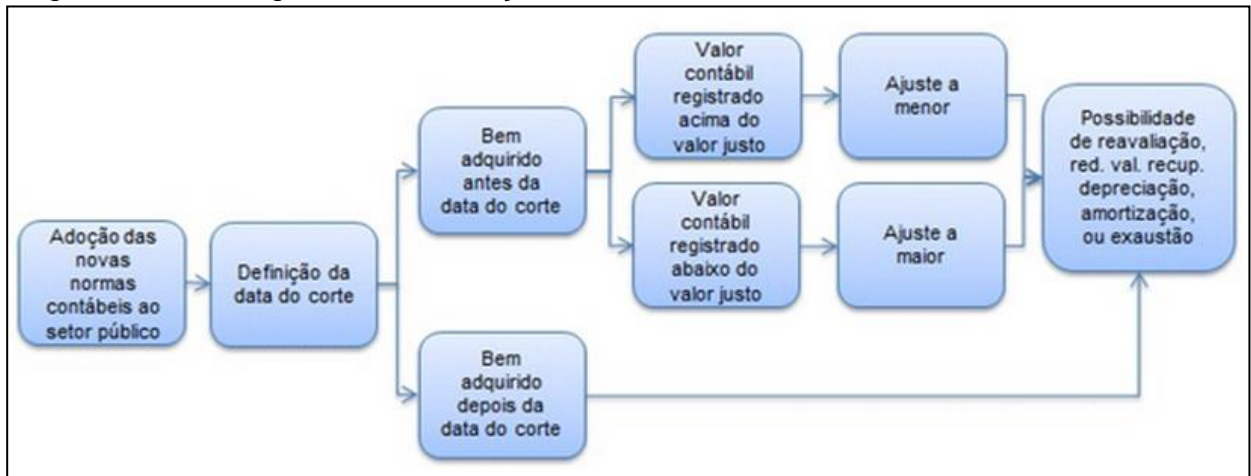 Adoção das
novas
normas
contábeis ao
setor público
Definição da
data do corte
Bem
adquirido
antes da
data do corte
Valor
contábil
registrado
acima do
valor justo
Ajuste a
menor
Valor
contábil
registrado
abaixo do
valor justo
Ajuste a
maior
Bem
adquirido
depois da
data do corte
Possibilidade
de reavaliação,
red. val. recup.
depreciação,
amortização,
ou exaustão